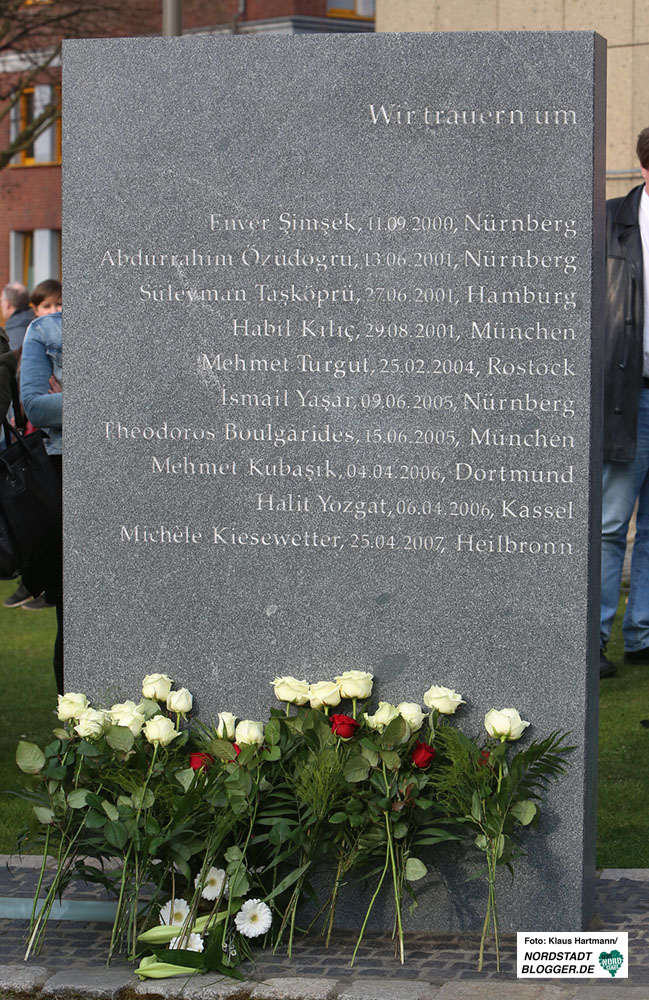 Wir trauern um
Enver Şimşek, 11.09.2000, Nürnberg
Abdurrahim Özüdoğru, 13.06.2001, Nürnberg
Süleyman Taşköprü, 27.06.2001, Hamburg
Habil Kılıç, 29.08.2001, München
Mehmet Turgut, 25.02.2004, Rostock
İsmail Yaşar, 09.06.2005, Nürnberg
Theodoros Boulgarides, 15.06.2005, München
Mehmet Kubaşık, 04.04.2006, Dortmund
Halit Yozgat, 06.04.2006, Kassel
Michèle Kiesewetter, 25.04.2007, Heilbronn
Foto: Klaus Hartmann/
NORDSTADT
BLOGGER.DE